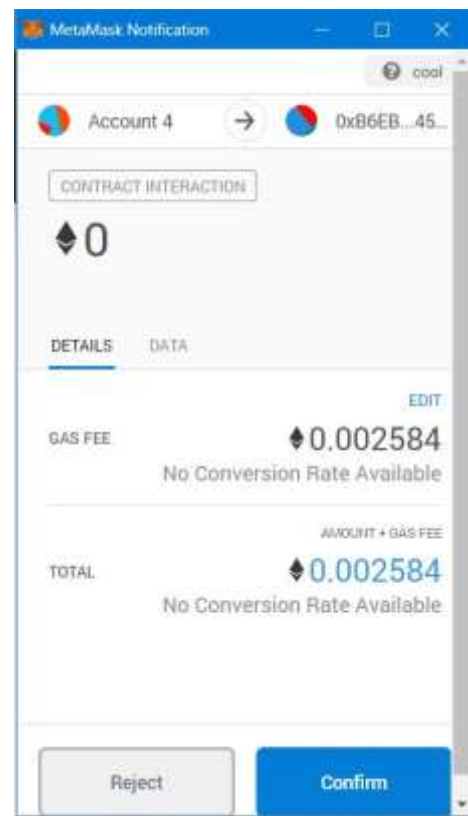 MetaMask Notification
cool
Account 4
0xB6EB...45...
CONTRACT INTERACTION
0
DETAILS DATA
EDIT
GAS FEE 0.002584
No Conversion Rate Available
AMOUNT + GAS FEE
TOTAL 0.002584
No Conversion Rate Available
Reject Confirm